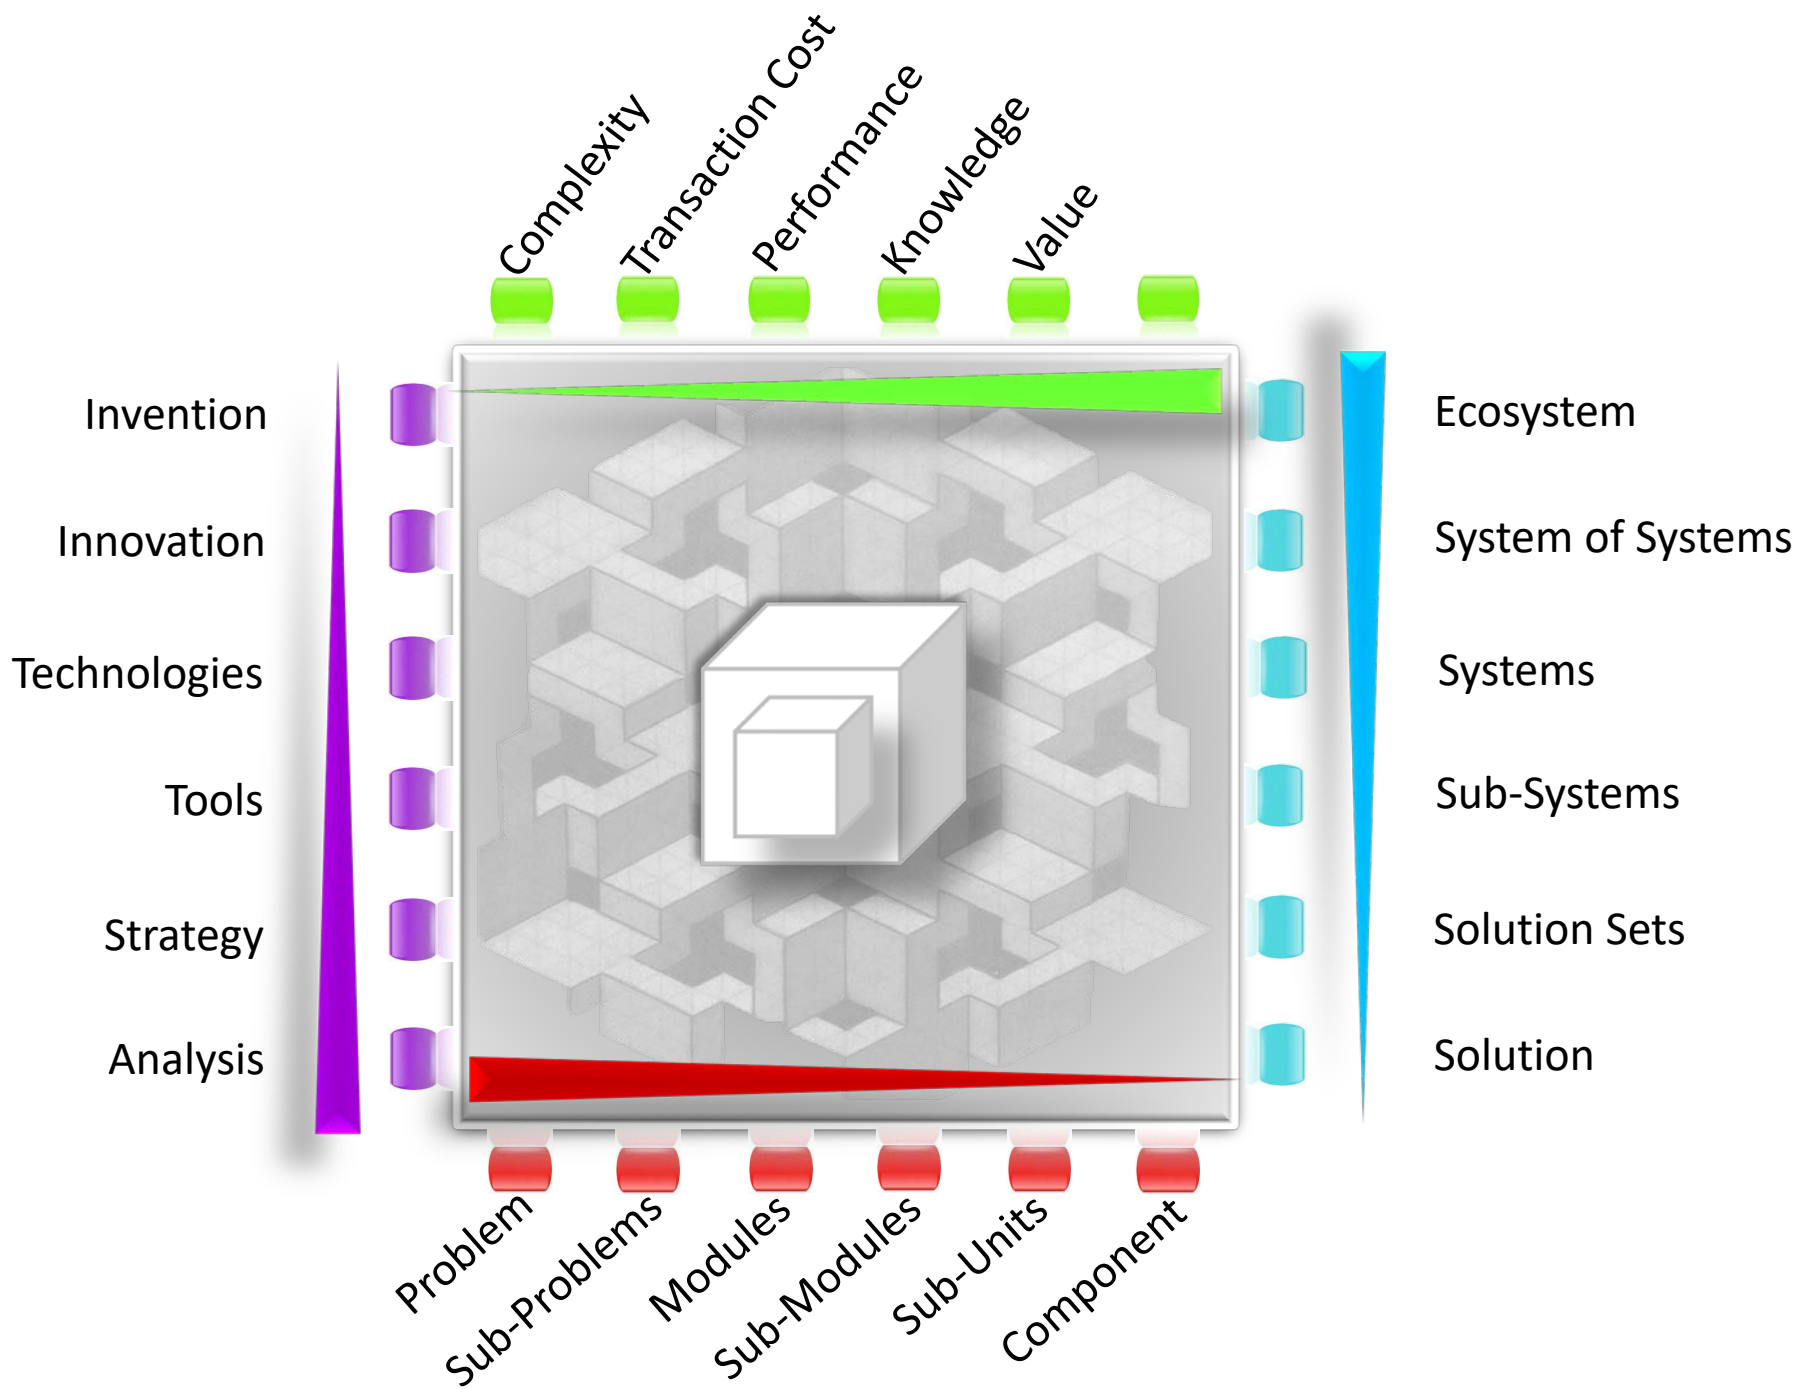 Complexity
Transaction Cost
Performance
Knowledge
Value
Invention
Innovation
Technologies
Tools
Strategy
Analysis
Ecosystem
System of Systems
Systems
Sub-Systems
Solution Sets
Solution
Problem
Sub-Problems
Modules
Sub-Modules
Sub-Units
Component